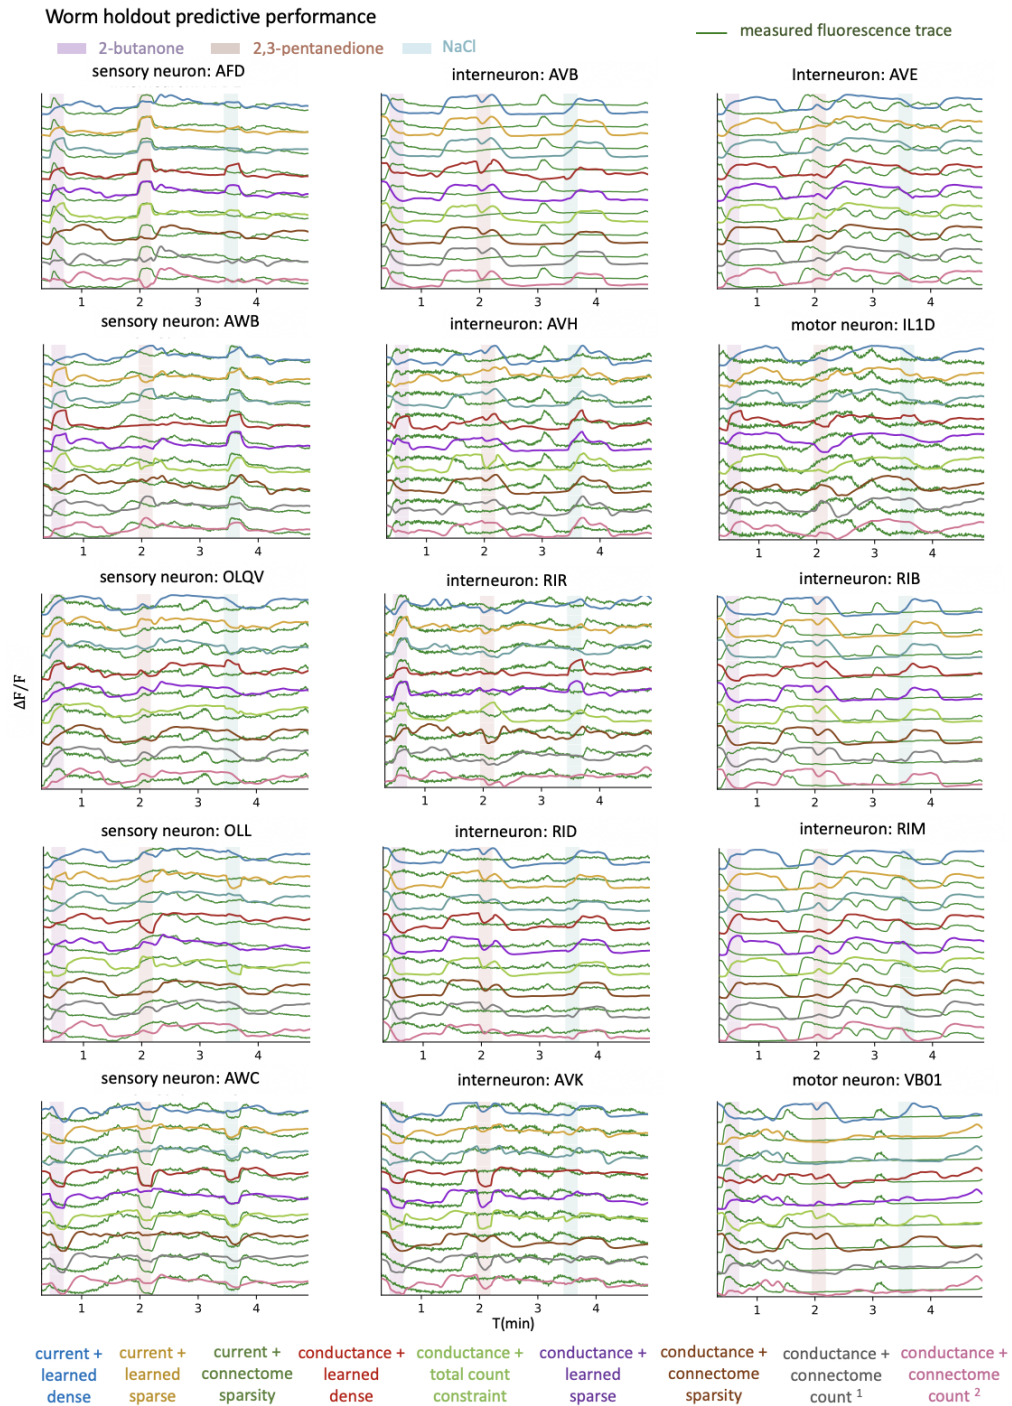 Worm holdout predictive performance
measured fluorescence trace
2-butanone 2,3-pentanedione NaCl
sensory neuron: AFD interneuron: AVB Interneuron: AVE
1 2 3 4 1 2 3 4 1 2 3 4
sensory neuron: AWB interneuron: AVH motor neuron: IL1D
1 2 3 4 1 2 3 4 1 2 3 4
sensory neuron: OLQV interneuron: RIR interneuron: RIB
ΔF/F
1 2 3 4 1 2 3 4 1 2 3 4
sensory neuron: OLL interneuron: RID interneuron: RIM
1 2 3 4 1 2 3 4 1 2 3 4
sensory neuron: AWC interneuron: AVK motor neuron: VB01
1 2 3 4 1 2 3 4 1 2 3 4
T(min)
current + current + current + conductance + conductance + conductance + conductance + conductance + conductance +
learned learned connectome learned total count learned connectome connectome connectome
dense sparse sparsity dense constraint sparse sparsity count 1 count 2